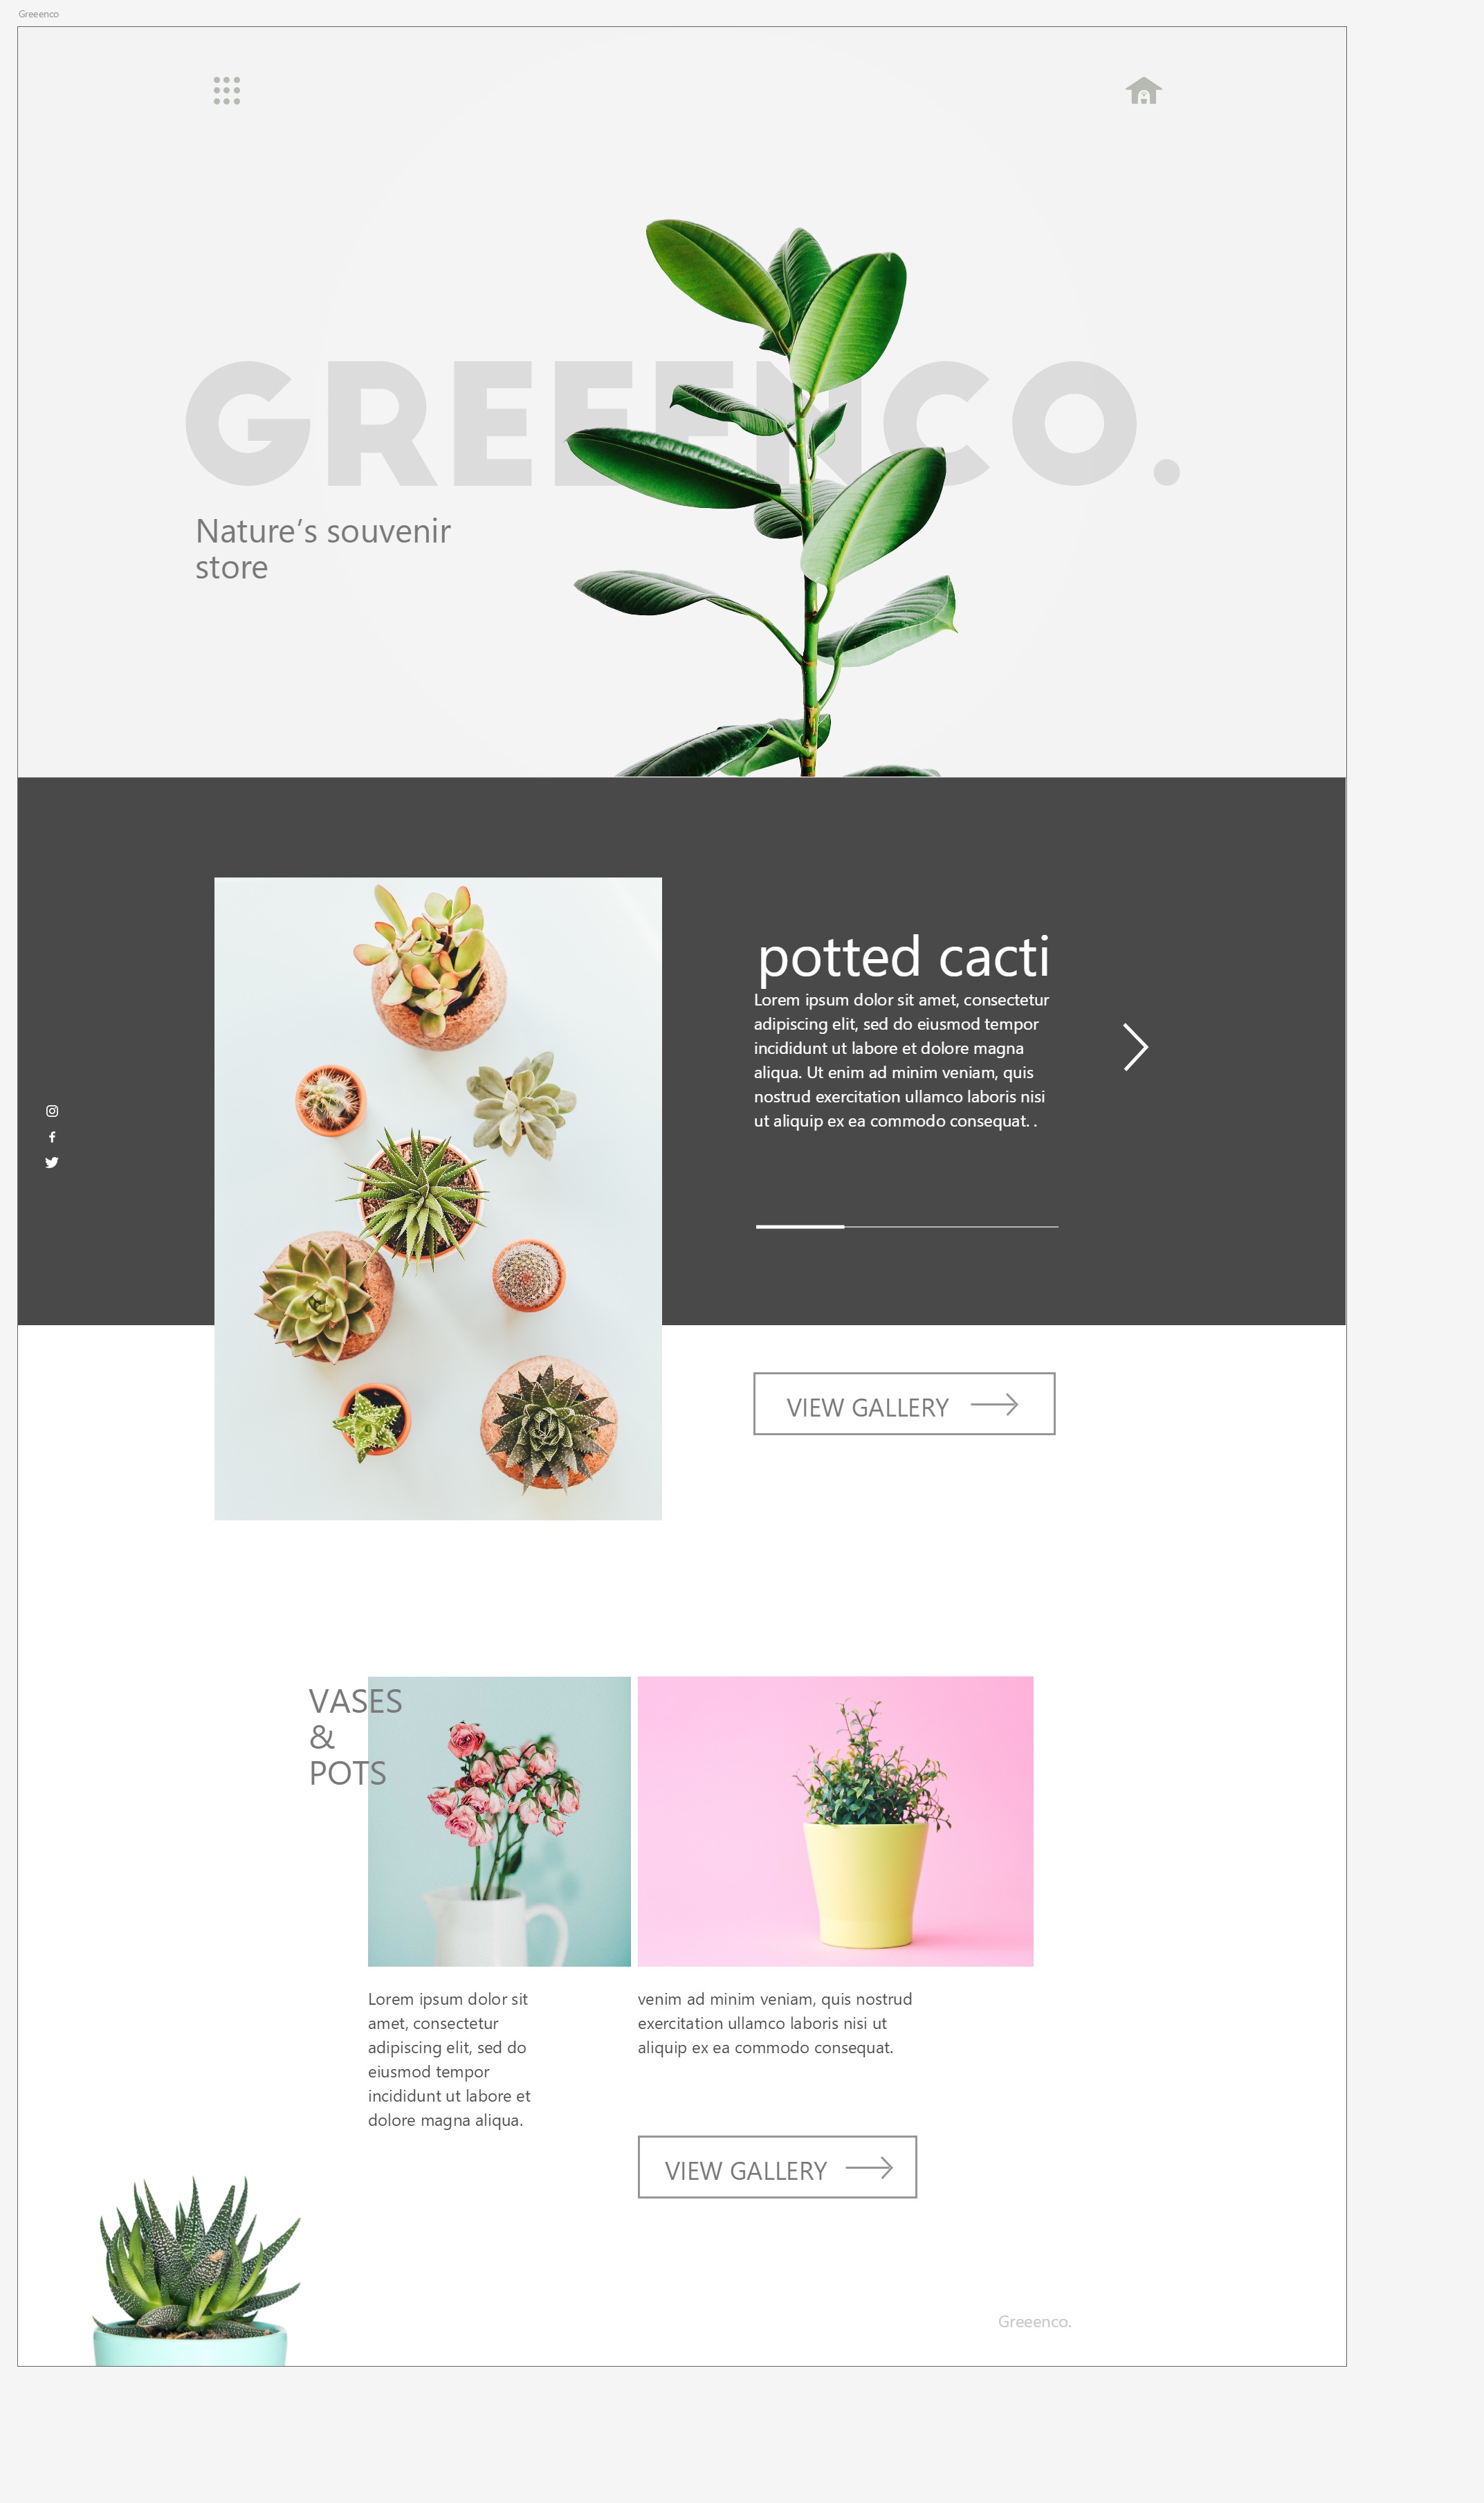 Greeenco
GREEENCO.
Nature's souvenir
store
potted cacti
Lorem ipsum dolor sit amet, consectetur
adipiscing elit, sed do eiusmod tempor
incididunt ut labore et dolore magna
aliqua. Ut enim ad minim veniam, quis
nostrud exercitation ullamco laboris nisi
ut aliquip ex ea commodo consequat. .
VIEW GALLERY
VASES
&
POTS
Lorem ipsum dolor sit
amet, consectetur
adipiscing elit, sed do
eiusmod tempor
incididunt ut labore et
dolore magna aliqua.
venim ad minim veniam, quis nostrud
exercitation ullamco laboris nisi ut
aliquip ex ea commodo consequat.
VIEW GALLERY
Greeenco.